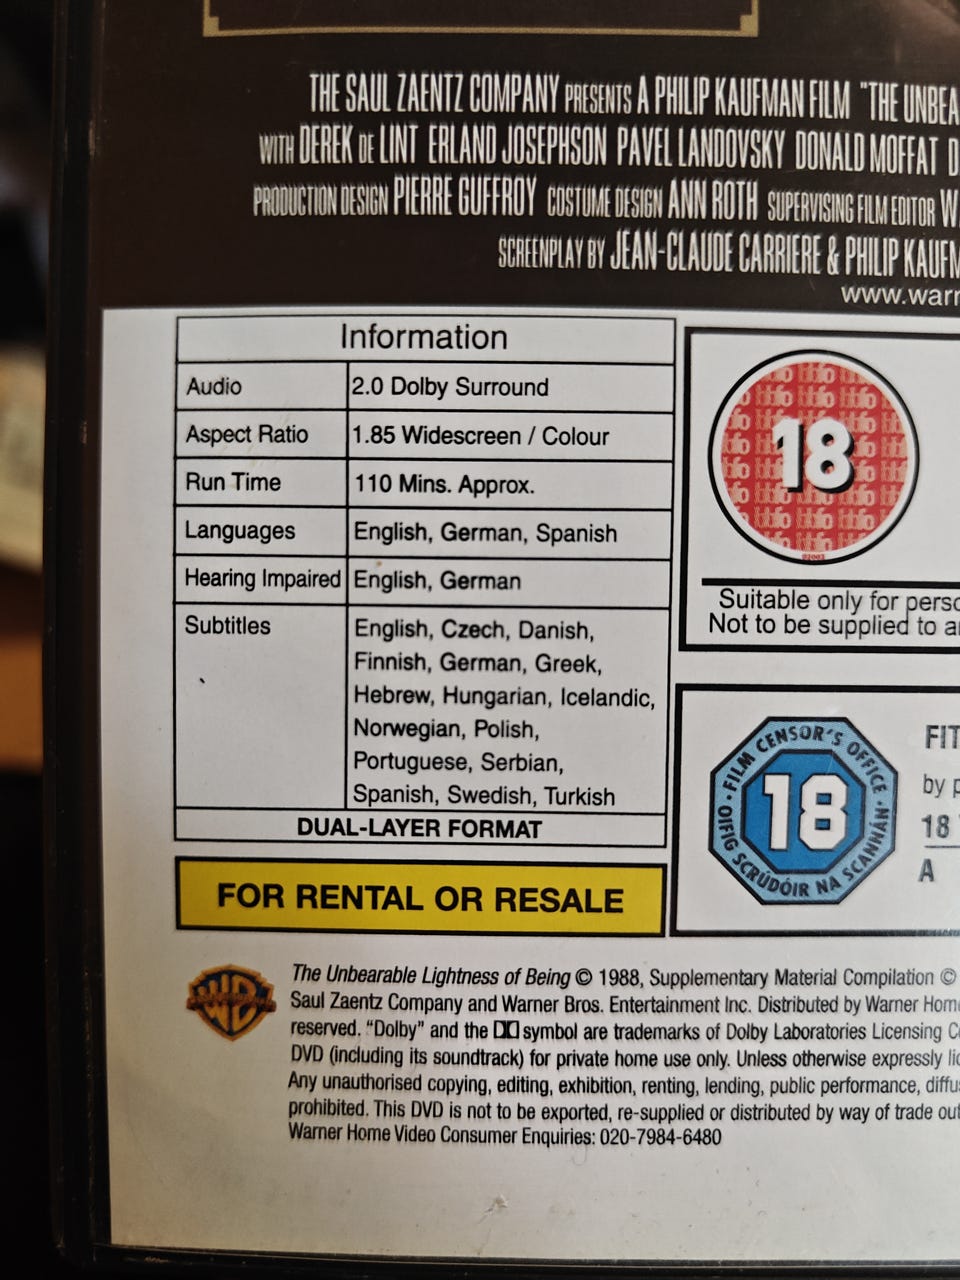 THE SAUL ZAENTZ COMPANY PRESENTS A PHILIP KAUFMAN FILM "THE UNBEA
WITH DEREK DE LINT ERLAND JOSEPHSON PAVEL LANDOVSKY DONALD MOFFAT D
PRODUCTION DESIGN PIERRE GUFFROY COSTUME DESIGN ANN ROTH SUPERVISING FILM EDITOR W
SCREENPLAY BY JEAN-CLAUDE CARRIERE & PHILIP KAUFM
www.warn
Information
Audio 2.0 Dolby Surround
Aspect Ratio 1.85 Widescreen / Colour
Run Time 110 Mins. Approx.
Languages English, German, Spanish
Hearing Impaired English, German
Subtitles English, Czech, Danish,
Finnish, German, Greek,
Hebrew, Hungarian, Icelandic,
Norwegian, Polish,
Portuguese, Serbian,
Spanish, Swedish, Turkish
DUAL-LAYER FORMAT
FOR RENTAL OR RESALE
18
Suitable only for perso
Not to be supplied to a
FILM CENSOR'S OFFICE
18
OIFIG SCRÚDÓIR NA SCANNÁN
FIT
by p
18
A
The Unbearable Lightness of Being © 1988, Supplementary Material Compilation ©
Saul Zaentz Company and Warner Bros. Entertainment Inc. Distributed by Warner Hom
reserved. "Dolby" and the symbol are trademarks of Dolby Laboratories Licensing C
DVD (including its soundtrack) for private home use only. Unless otherwise expressly lic
Any unauthorised copying, editing, exhibition, renting, lending, public performance, diffu
prohibited. This DVD is not to be exported, re-supplied or distributed by way of trade out
Warner Home Video Consumer Enquiries: 020-7984-6480